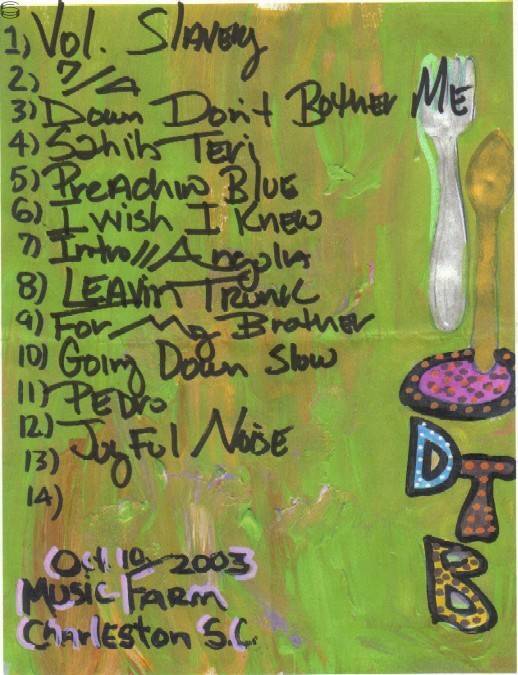 1) Vol. Slavery
2) 7/4
3) Down Don't Bother Me
4) Sahib Teri
5) Preachin Blue
6) I wish I Knew
7) Intro // Angola
8) LEAVin TRUNK
9) For My Brother
10) Going Down Slow
11) PEDro
12) Joyful Noise
13)
14)
DTB
Oct. 10 2003
MUSIC FARM
Charleston S.C.